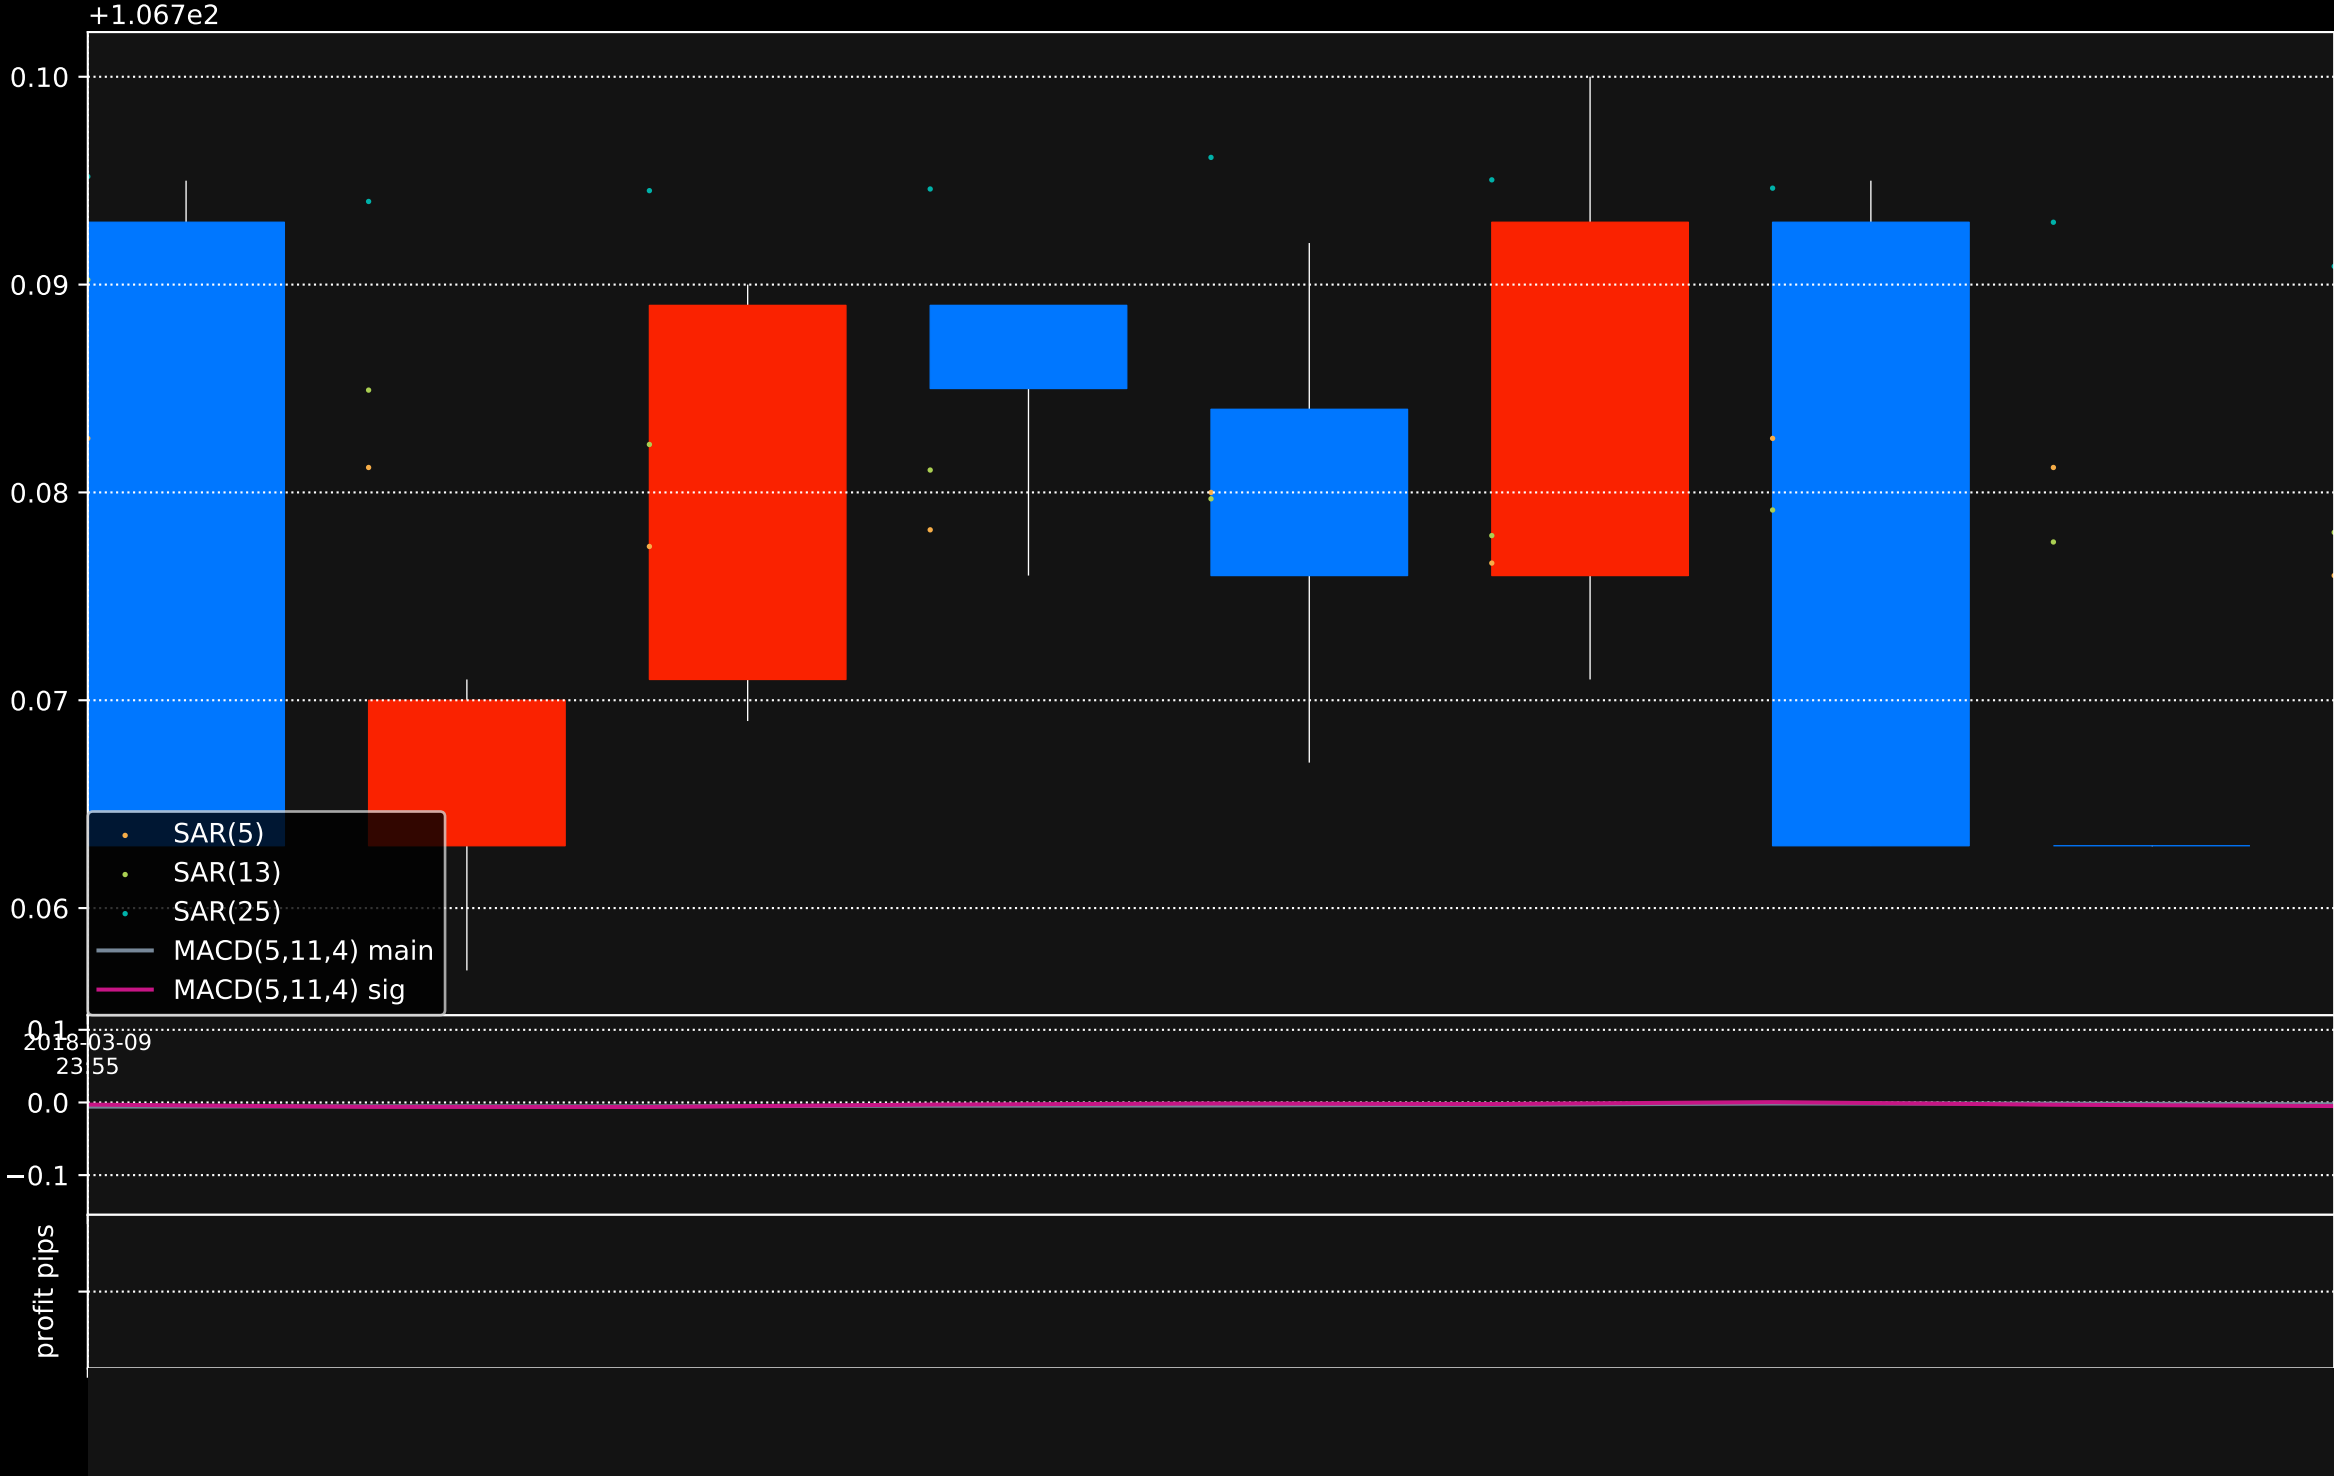 +1.067e2
0.10
0.09
0.08
0.07
0.06
SAR(5)
SAR(13)
SAR(25)
MACD(5,11,4) main
MACD(5,11,4) sig
0.1
2018-03-09
23:55
0.0
−0.1
profit pips